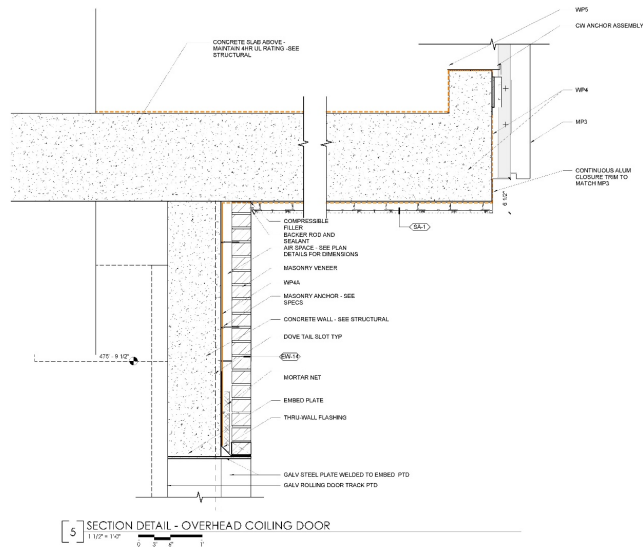 WP5
CW ANCHOR ASSEMBLY
CONCRETE SLAB ABOVE -
MAINTAIN 4HR UL RATING -SEE
STRUCTURAL
WP4
MP3
CONTINUOUS ALUM
CLOSURE TRIM TO
MATCH MP3
6 1/2"
COMPRESSIBLE
FILLER
BACKER ROD AND
SEALANT
SA-1
AIR SPACE - SEE PLAN
DETAILS FOR DIMENSIONS
MASONRY VENEER
WP4A
MASONRY ANCHOR - SEE
SPECS
CONCRETE WALL - SEE STRUCTURAL
DOVE TAIL SLOT TYP
475' - 9 1/2"
EW-14
MORTAR NET
EMBED PLATE
THRU-WALL FLASHING
GALV STEEL PLATE WELDED TO EMBED PTD
GALV ROLLING DOOR TRACK PTD
5 SECTION DETAIL - OVERHEAD COILING DOOR
1 1/2" = 1'-0"
0 3" 6" 1'